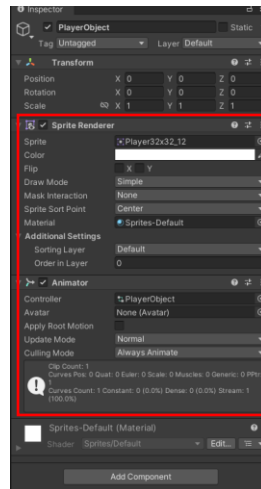 Inspector
PlayerObject Static
Tag Untagged Layer Default
Transform
Position X 0 Y 0 Z 0
Rotation X 0 Y 0 Z 0
Scale X 1 Y 1 Z 1
Sprite Renderer
Sprite Player32x32_12
Color
Flip X Y
Draw Mode Simple
Mask Interaction None
Sprite Sort Point Center
Material Sprites-Default
Additional Settings
Sorting Layer Default
Order in Layer 0
Animator
Controller PlayerObject
Avatar None (Avatar)
Apply Root Motion
Update Mode Normal
Culling Mode Always Animate
Clip Count: 1
Curves Pos: 0 Quat: 0 Euler: 0 Scale: 0 Muscles: 0 Generic: 0 PPtr:
1
Curves Count: 1 Constant: 0 (0.0%) Dense: 0 (0.0%) Stream: 1
(100.0%)
Sprites-Default (Material)
Shader Sprites/Default Edit...
Add Component